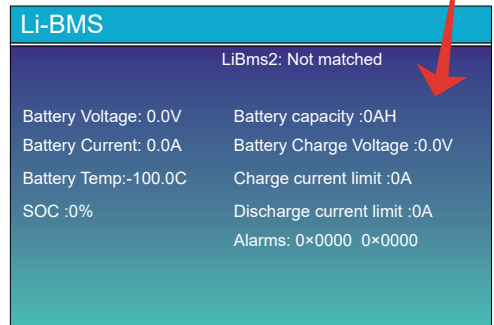 Li-BMS
LiBms2: Not matched
Battery Voltage: 0.0V
Battery capacity :0AH
Battery Current: 0.0A
Battery Charge Voltage :0.0V
Battery Temp:-100.0C
Charge current limit :0A
SOC :0%
Discharge current limit :0A
Alarms: 0×0000 0×0000